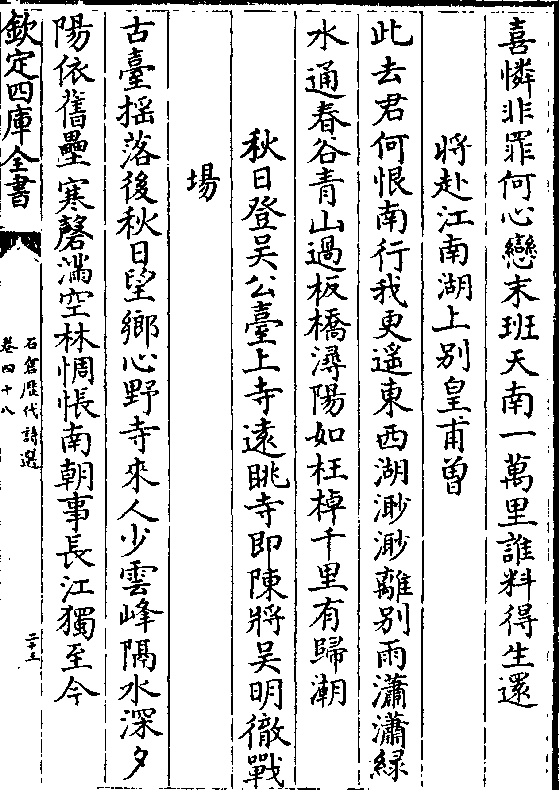 喜憐非罪何心戀末班天南一萬里誰料得生還
將赴江南湖上别皇甫曽
此去君何恨南行我更遥東西湖渺渺離别雨瀟瀟緑
水通春谷青山過板橋潯陽如枉棹千里有歸潮
秋日登吴公臺上寺逺眺寺即陳將吴明徹戰
場
古臺揺落後秋日望鄉心野寺來人少雲峰隔水深夕
陽依舊壘寒磬滿空林惆悵南朝事長江獨至今
欽定四庫全書
石倉歴代詩選
卷四十八
二十三